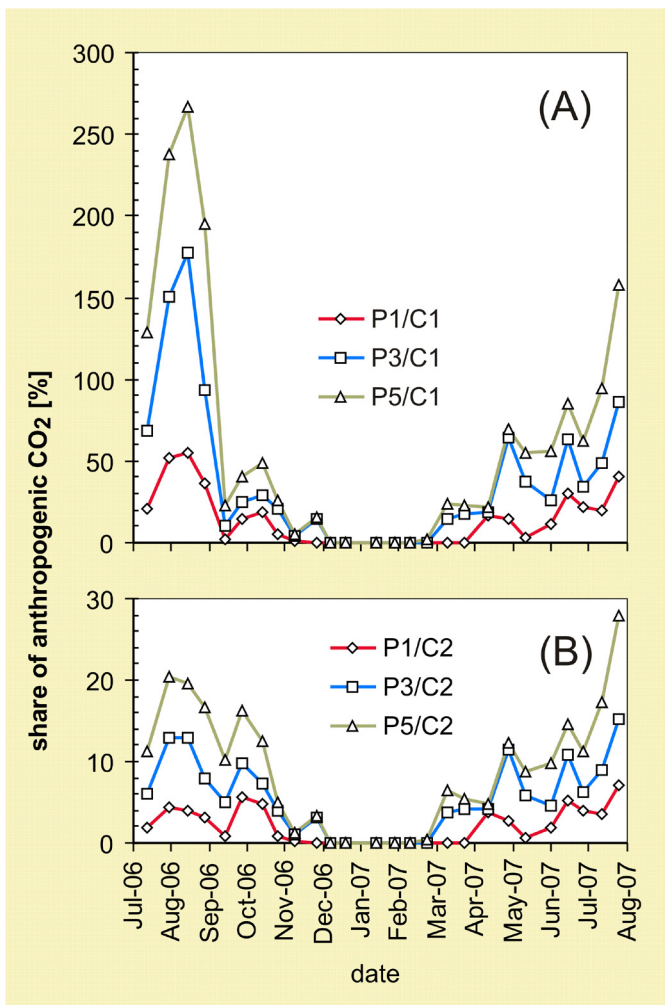 share of anthropogenic CO2 [%]
300
250
200
150
100
50
0
(A)
P1/C1
P3/C1
P5/C1
30
20
10
0
(B)
P1/C2
P3/C2
P5/C2
Jul-06
Aug-06
Sep-06
Oct-06
Nov-06
Dec-06
Jan-07
Feb-07
Mar-07
Apr-07
May-07
Jun-07
Jul-07
Aug-07
date